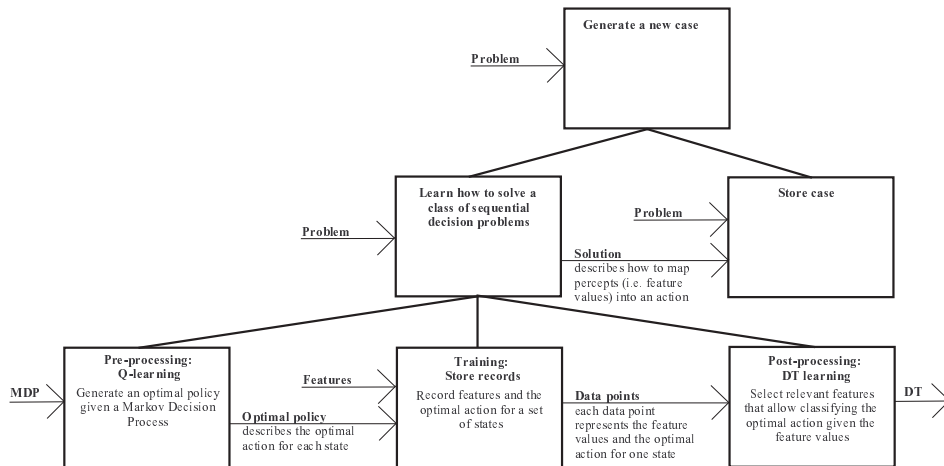 Generate a new case
Problem
Learn how to solve a
class of sequential
decision problems
Store case
Problem
Problem
Solution
describes how to map
percepts (i.e. feature
values) into an action
Pre-processing:
Q-learning
Generate an optimal policy
given a Markov Decision
Process
MDP
Optimal policy
describes the optimal
action for each state
Features
Training:
Store records
Record features and the
optimal action for a set
of states
Data points
each data point
represents the feature
values and the optimal
action for one state
Post-processing:
DT learning
Select relevant features
that allow classifying the
optimal action given the
feature values
DT